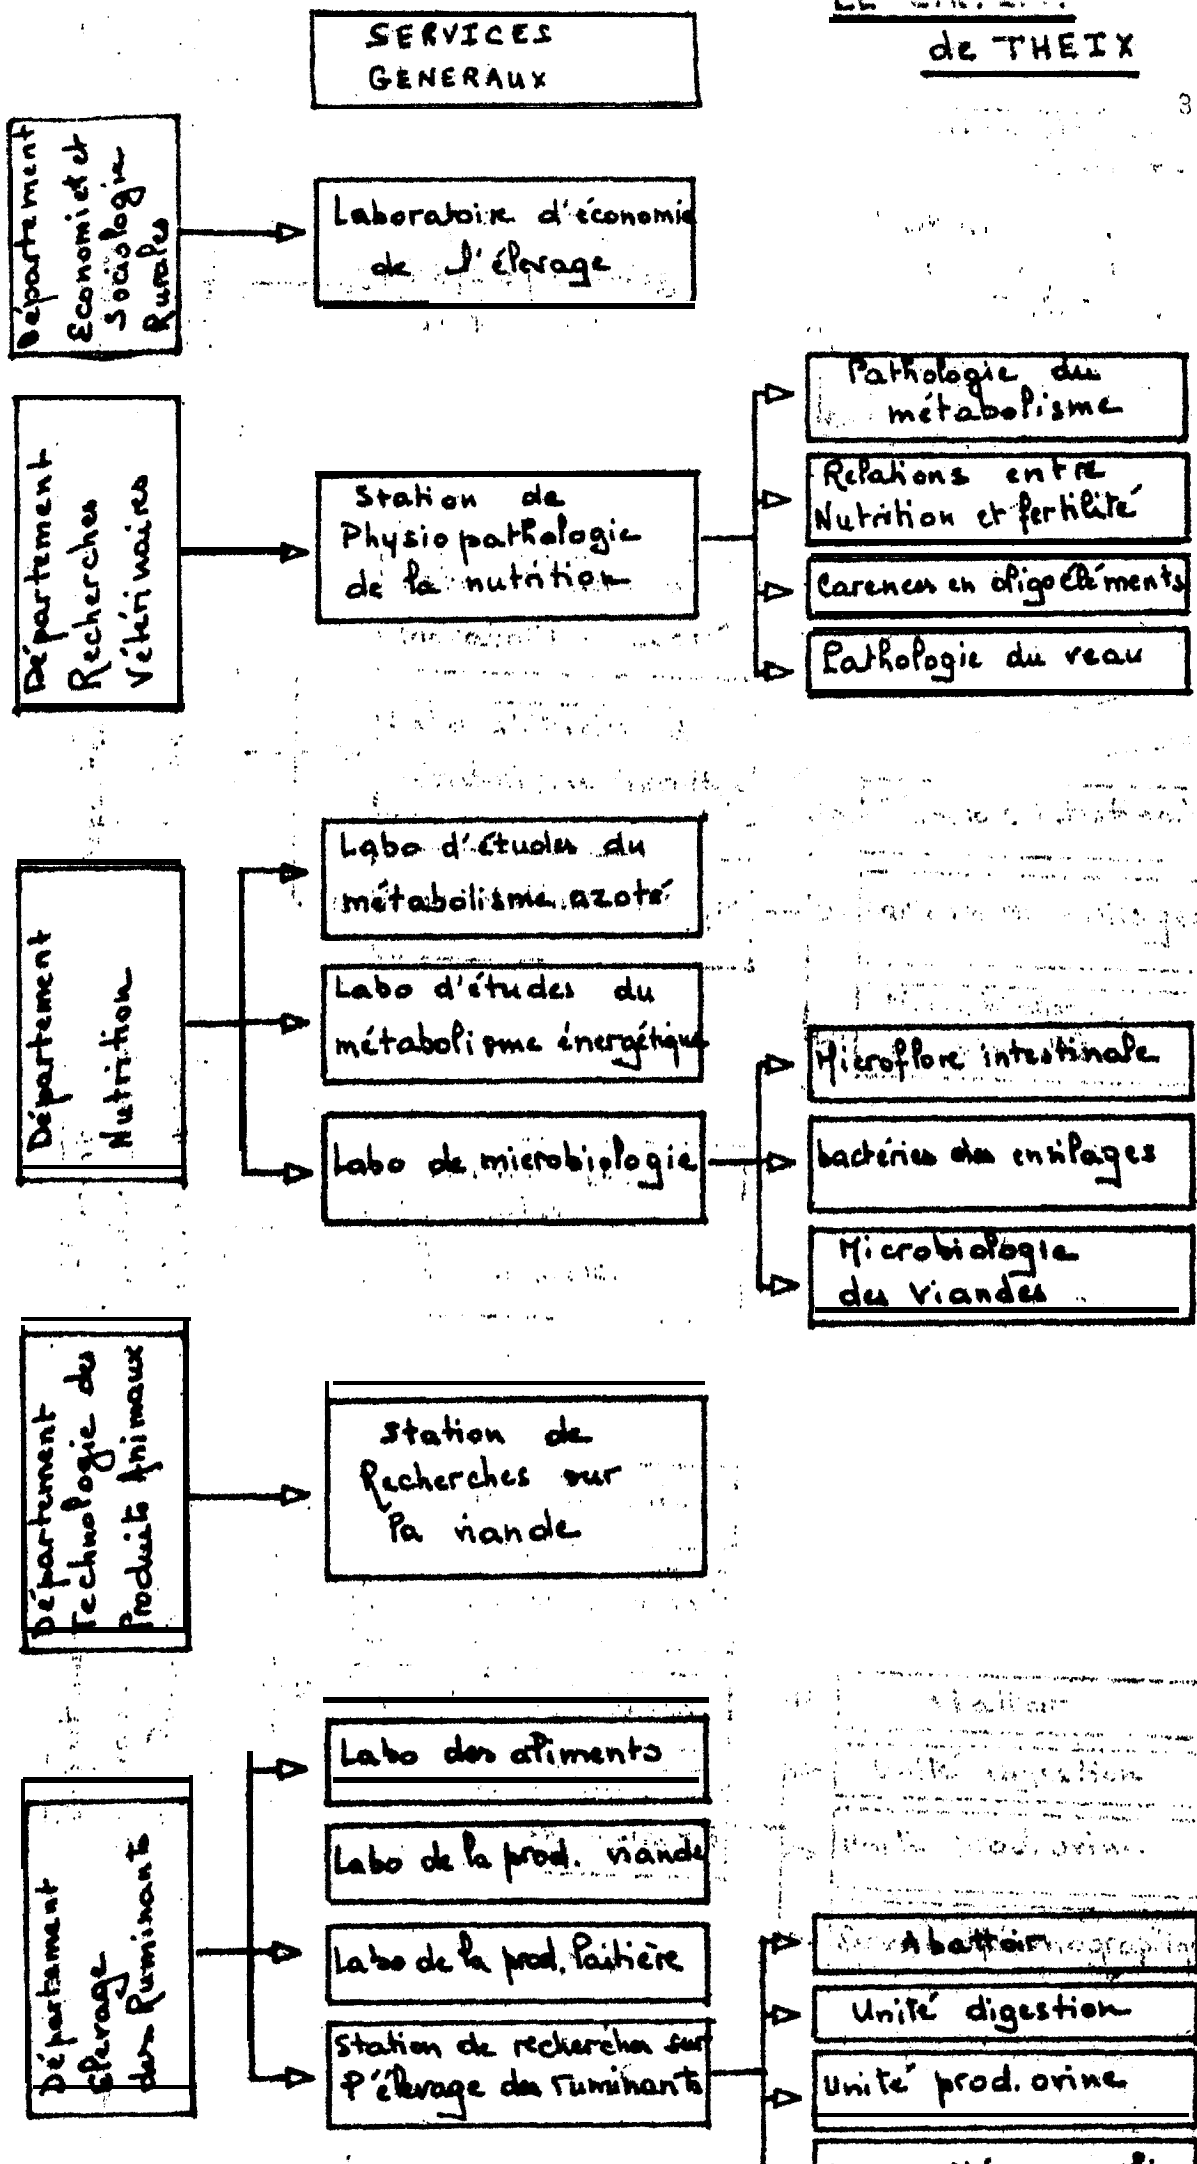 SERVICES
GENERAUX
de THEIX
3
Département
Economie et
Sociologie
Rurales
Laboratoire d'économie
de l'élevage
Département
Recherches
Vétérinaires
Station de
Physiopathologie
de la nutrition
Pathologie du
métabolisme
Relations entre
Nutrition et fertilité
Carences en oligoéléments
Pathologie du veau
Département
Nutrition
Labo d'études du
métabolisme azoté
Labo d'études du
métabolisme énergétique
Labo de microbiologie
Microflore intestinale
bactéries des ensilages
Microbiologie
des viandes
Département
Technologie des
Produits Animaux
Station de
Recherches sur
la viande
Département
Elevage
des Ruminants
Labo des aliments
Labo de la prod. viande
Labo de la prod. laitière
Station de recherches sur
l'élevage des ruminants
Abattoir
Unité digestion
Unité prod. ovine